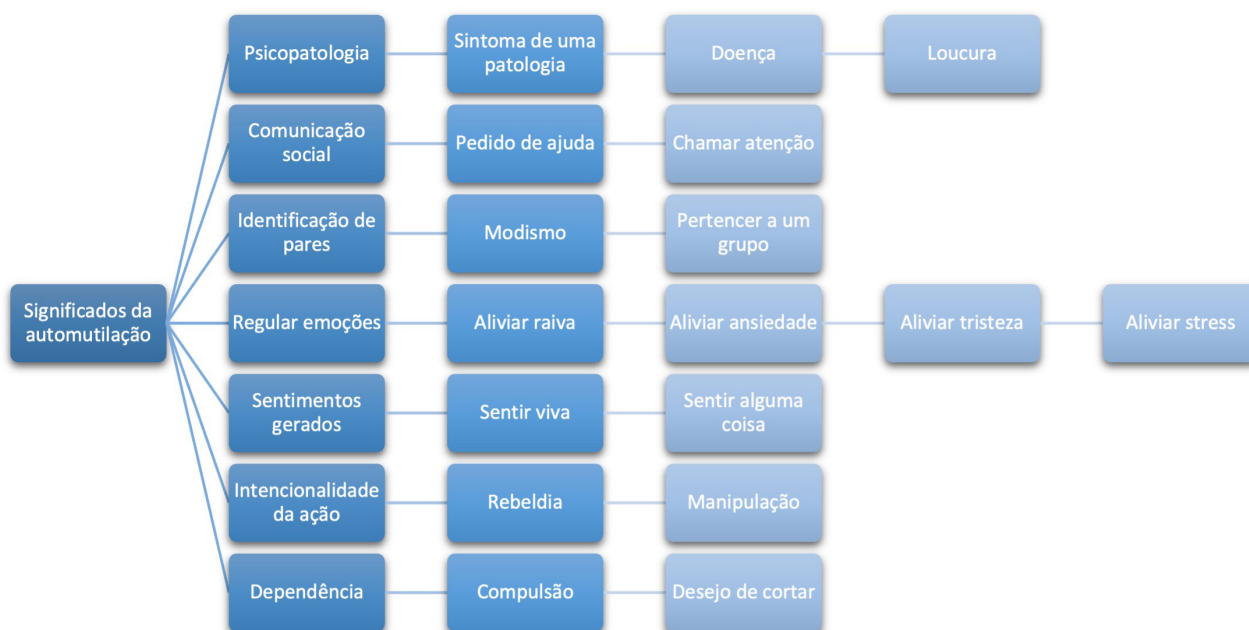 Psicopatologia
Sintoma de uma
patologia
Doença
Loucura
Comunicação
social
Pedido de ajuda
Chamar atenção
Identificação de
pares
Modismo
Pertencer a um
grupo
Significados da
automutilação
Regular emoções
Aliviar raiva
Aliviar ansiedade
Aliviar tristeza
Aliviar stress
Sentimentos
gerados
Sentir viva
Sentir alguma
coisa
Intencionalidade
da ação
Rebeldia
Manipulação
Dependência
Compulsão
Desejo de cortar